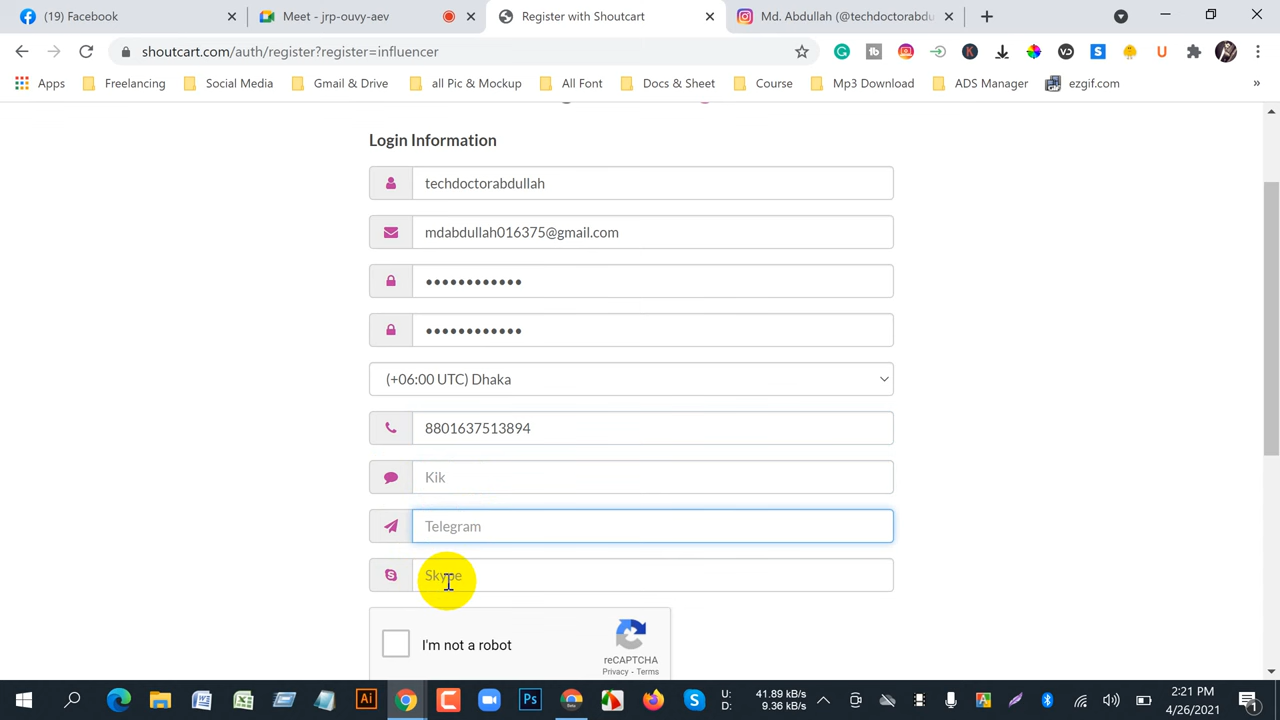 (19) Facebook
Meet - jrp-ouvy-aev
Register with Shoutcart
Md. Abdullah (@techdoctorabdu
shoutcart.com/auth/register?register=influencer
Apps
Freelancing
Social Media
Gmail & Drive
all Pic & Mockup
All Font
Docs & Sheet
Course
Mp3 Download
ADS Manager
ezgif.com
»
Login Information
techdoctorabdullah
mdabdullah016375@gmail.com
••••••••••••
••••••••••••
(+06:00 UTC) Dhaka
8801637513894
Kik
Telegram
Skype
I'm not a robot
reCAPTCHA
Privacy - Terms
U: 41.89 kB/s
D: 9.36 kB/s
2:21 PM
4/26/2021